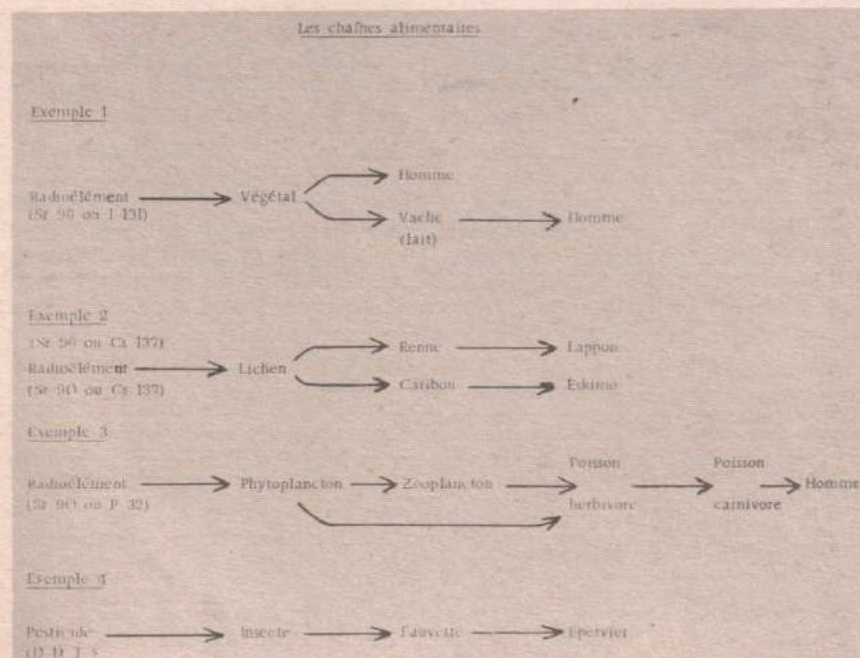 Les chaînes alimentaires
Exemple 1
Homme
Radioélément Végétal
(Sr 90 ou I 131)
Vache Homme
(lait)
Exemple 2
(Sr 90 ou Cs 137)
Renne Lappon
Radioélément Lichen
(Sr 90 ou Cs 137)
Caribou Eskimo
Exemple 3
Poisson Poisson
Radioélément Phytoplancton Zooplancton Homme
(Sr 90 ou P 32) herbivore carnivore
Exemple 4
Pesticide Insecte Fauvette Epervier